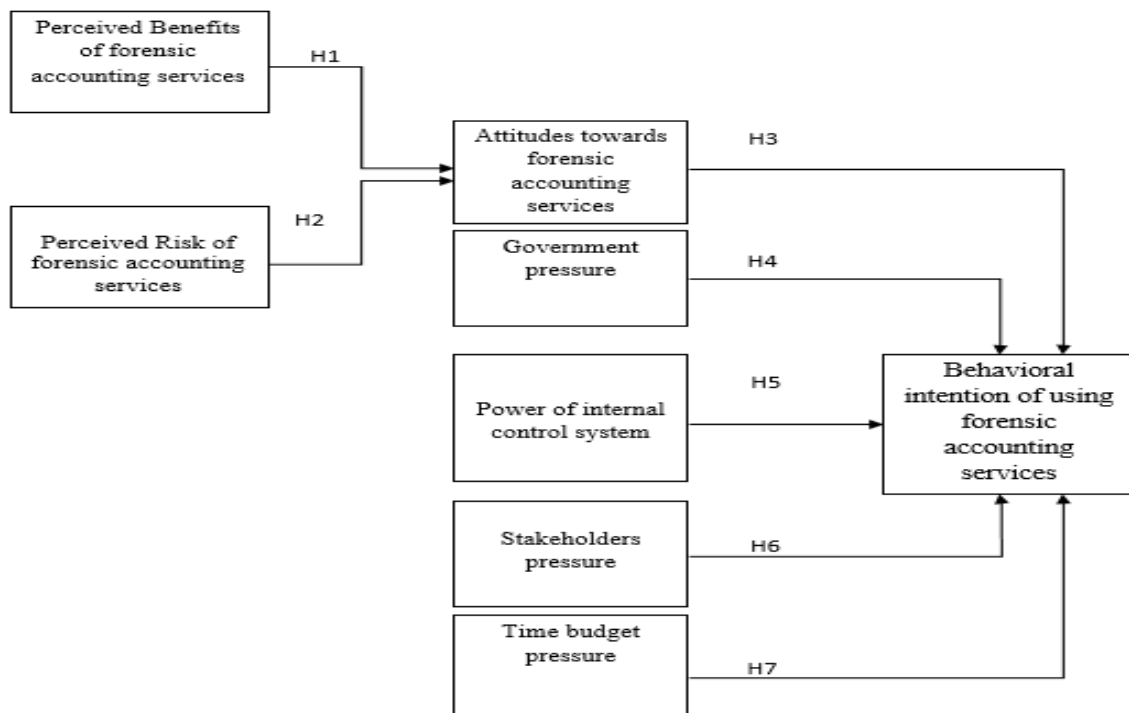 Perceived Benefits
of forensic
accounting services
H1
Perceived Risk of
forensic accounting
services
H2
Attitudes towards
forensic
accounting
services
H3
Government
pressure
H4
Power of internal
control system
H5
Behavioral
intention of using
forensic
accounting
services
Stakeholders
pressure
H6
Time budget
pressure
H7